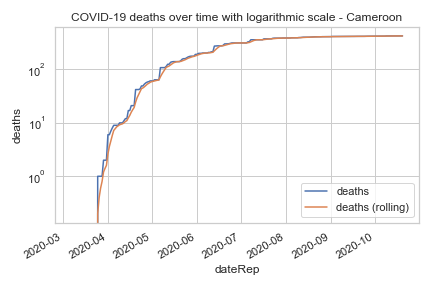 COVID-19 deaths over time with logarithmic scale - Cameroon
deaths
10²
10¹
10⁰
deaths
deaths (rolling)
2020-03
2020-04
2020-05
2020-06
2020-07
2020-08
2020-09
2020-10
dateRep